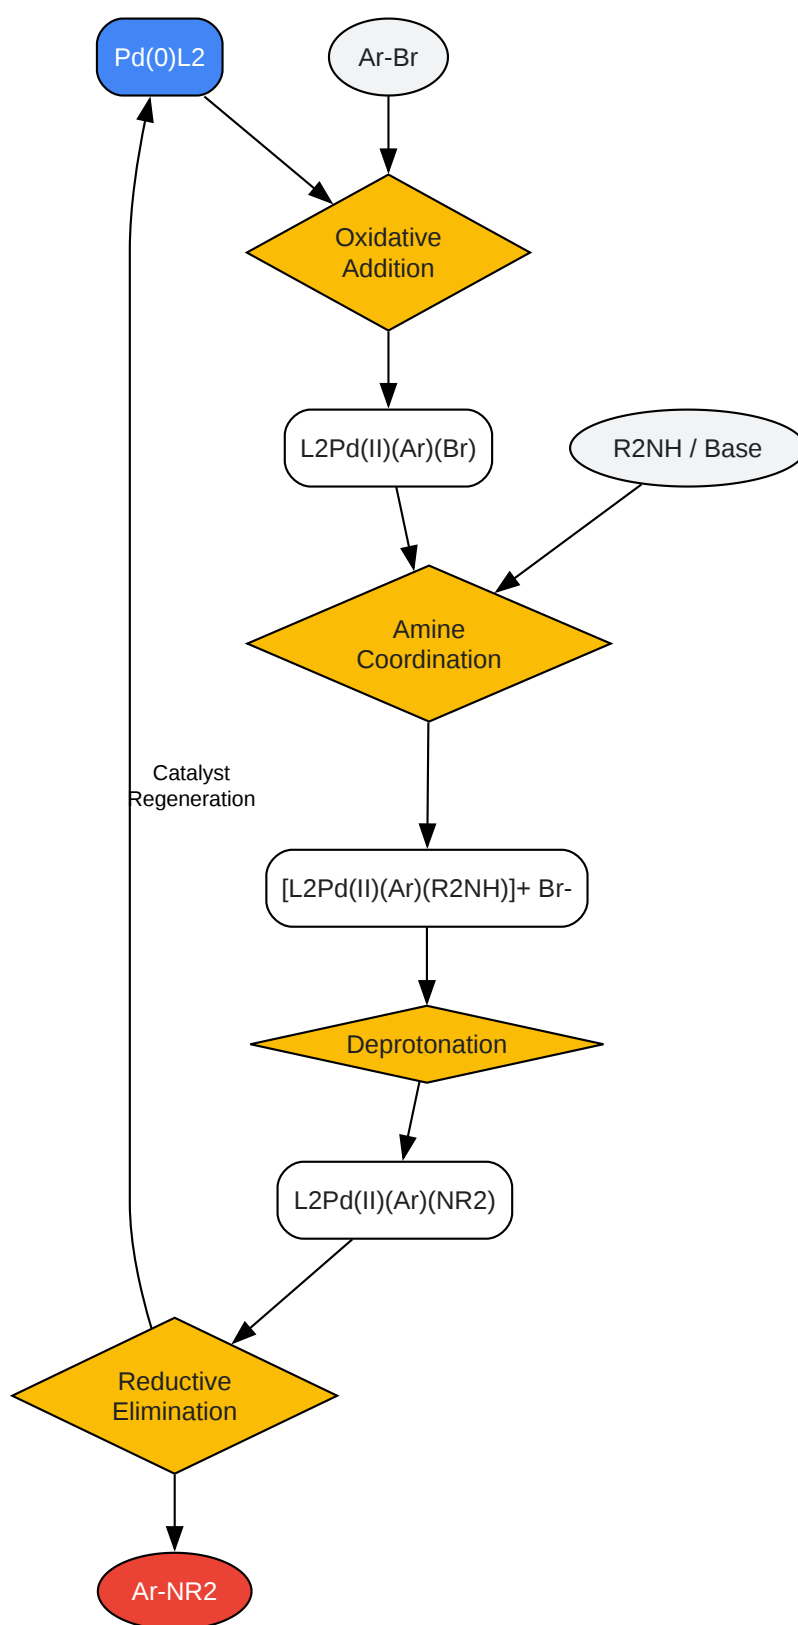 Pd(0)L2
Ar-Br
Oxidative
Addition
L2Pd(II)(Ar)(Br)
R2NH / Base
Amine
Coordination
Catalyst
Regeneration
[L2Pd(II)(Ar)(R2NH)]+ Br-
Deprotonation
L2Pd(II)(Ar)(NR2)
Reductive
Elimination
Ar-NR2